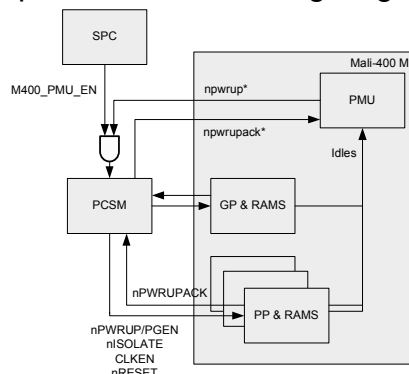 SPC
Mali-400 M
M400_PMU_EN
npwrup*
PMU
npwrupack*
Idles
PCSM
GP & RAMS
nPWRUPACK
PP & RAMS
nPWRUP/PGEN
nISOLATE
CLKEN
nRESET